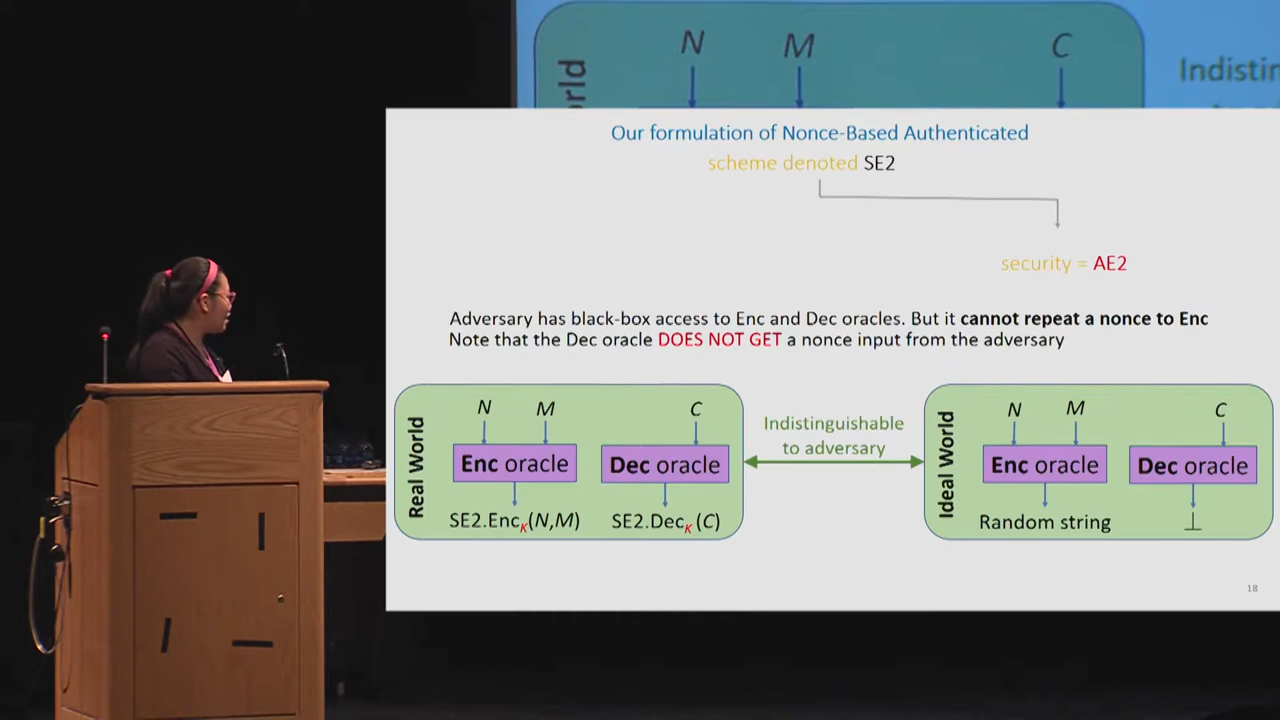 N M C
Indistin
rld
Our formulation of Nonce-Based Authenticated
scheme denoted SE2
security = AE2
Adversary has black-box access to Enc and Dec oracles. But it cannot repeat a nonce to Enc
Note that the Dec oracle DOES NOT GET a nonce input from the adversary
Real World
N M C
Enc oracle Dec oracle
SE2.Enc_K(N,M) SE2.Dec_K(C)
Indistinguishable
to adversary
Ideal World
N M C
Enc oracle Dec oracle
Random string ⊥
18